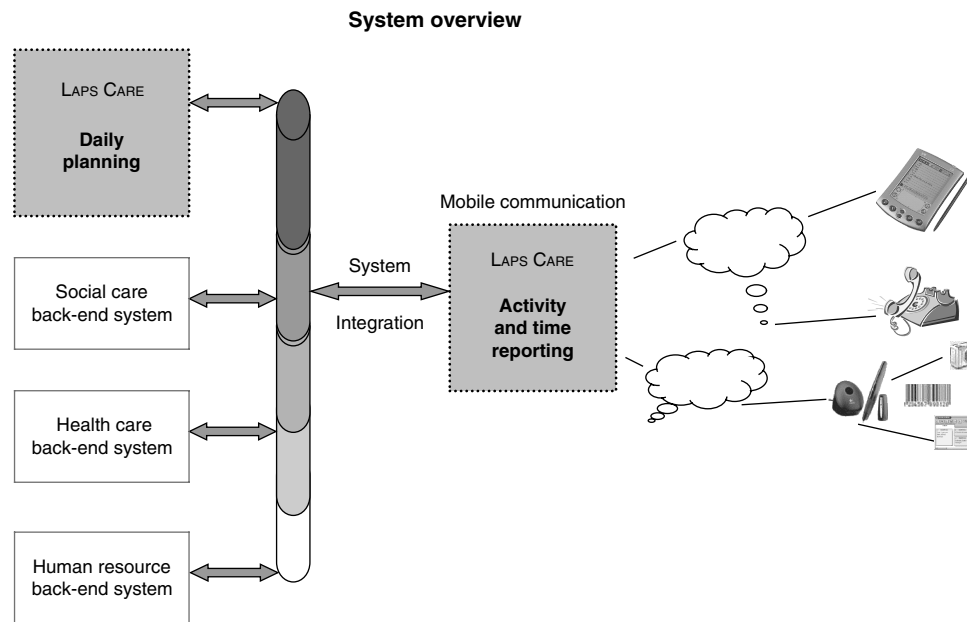 System overview
LAPS CARE
Daily
planning
Social care
back-end system
Health care
back-end system
Human resource
back-end system
System
Integration
Mobile communication
LAPS CARE
Activity
and time
reporting